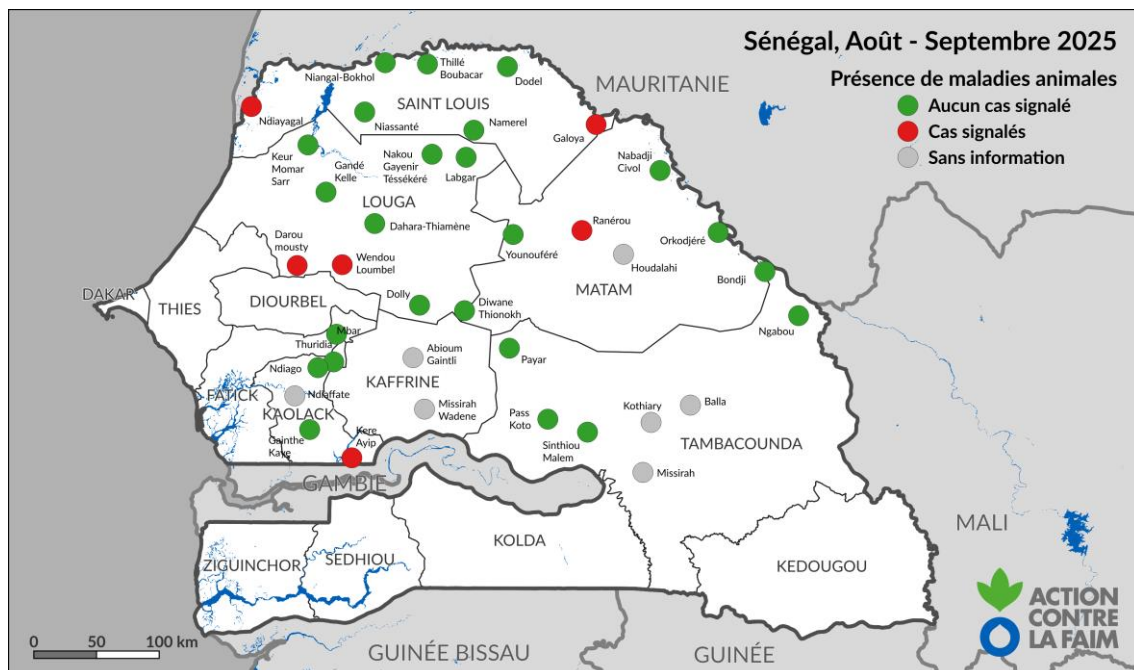 Sénégal, Août - Septembre 2025
Présence de maladies animales
Aucun cas signalé
Cas signalés
Sans information
MAURITANIE
Niangal-Bokhol
Thillé
Boubacar
Dodel
SAINT LOUIS
Ndiayagal
Niassanté
Namerel
Galoya
Keur
Momar
Sarr
Gandé
Kelle
Nakou
Gayenir
Téssékéré
Labgar
Nabadji
Civol
LOUGA
Dahara-Thiamène
Ranérou
Younouféré
Orkodjéré
Houdalahi
Darou
mousty
Wendou
Loumbel
Bondji
MATAM
DAKAR
THIES
DIOURBEL
Dolly
Diwane
Thionokh
Ngabou
Mbar
Thuridia
Ndiago
Abioum
Gaintli
Payar
KAFFRINE
FATICK
Ndiaffate
KAOLACK
Missirah
Wadene
Pass
Koto
Kothiary
Balla
Gainthe
Kaye
Kere
Ayip
Sinthiou
Malem
TAMBACOUNDA
Missirah
GAMBIE
MALI
ZIGUINCHOR
SEDHIOU
KOLDA
KEDOUGOU
ACTION
CONTRE
LA FAIM
0 50 100 km
GUINÉE BISSAU
GUINÉE